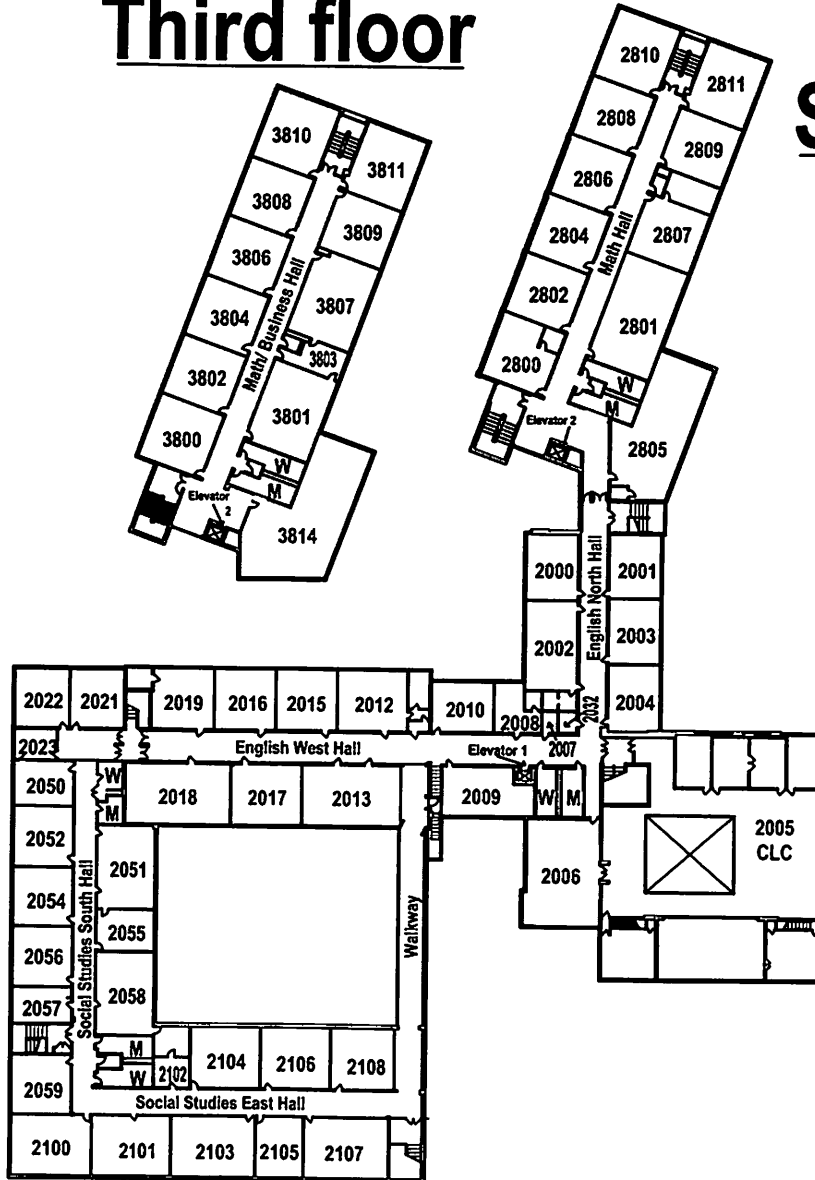 Third floor
S
3810
3811
3808
3809
3806
3807
3804
3803
3802
3801
3800
Math/ Business Hall
W
M
Elevator
2
3814
2810
2811
2808
2809
2806
2807
2804
2802
2801
2800
Math Hall
W
M
Elevator 2
2805
2000
2001
English North Hall
2002
2003
2004
2032
2022
2021
2019
2016
2015
2012
2010
2008
2007
2023
English West Hall
Elevator 1
2050
W
M
2018
2017
2013
2009
W
M
2005
CLC
2052
2051
2006
2054
2055
Walkway
2056
2058
2057
Social Studies South Hall
M
W
2102
2104
2106
2108
2059
Social Studies East Hall
2100
2101
2103
2105
2107